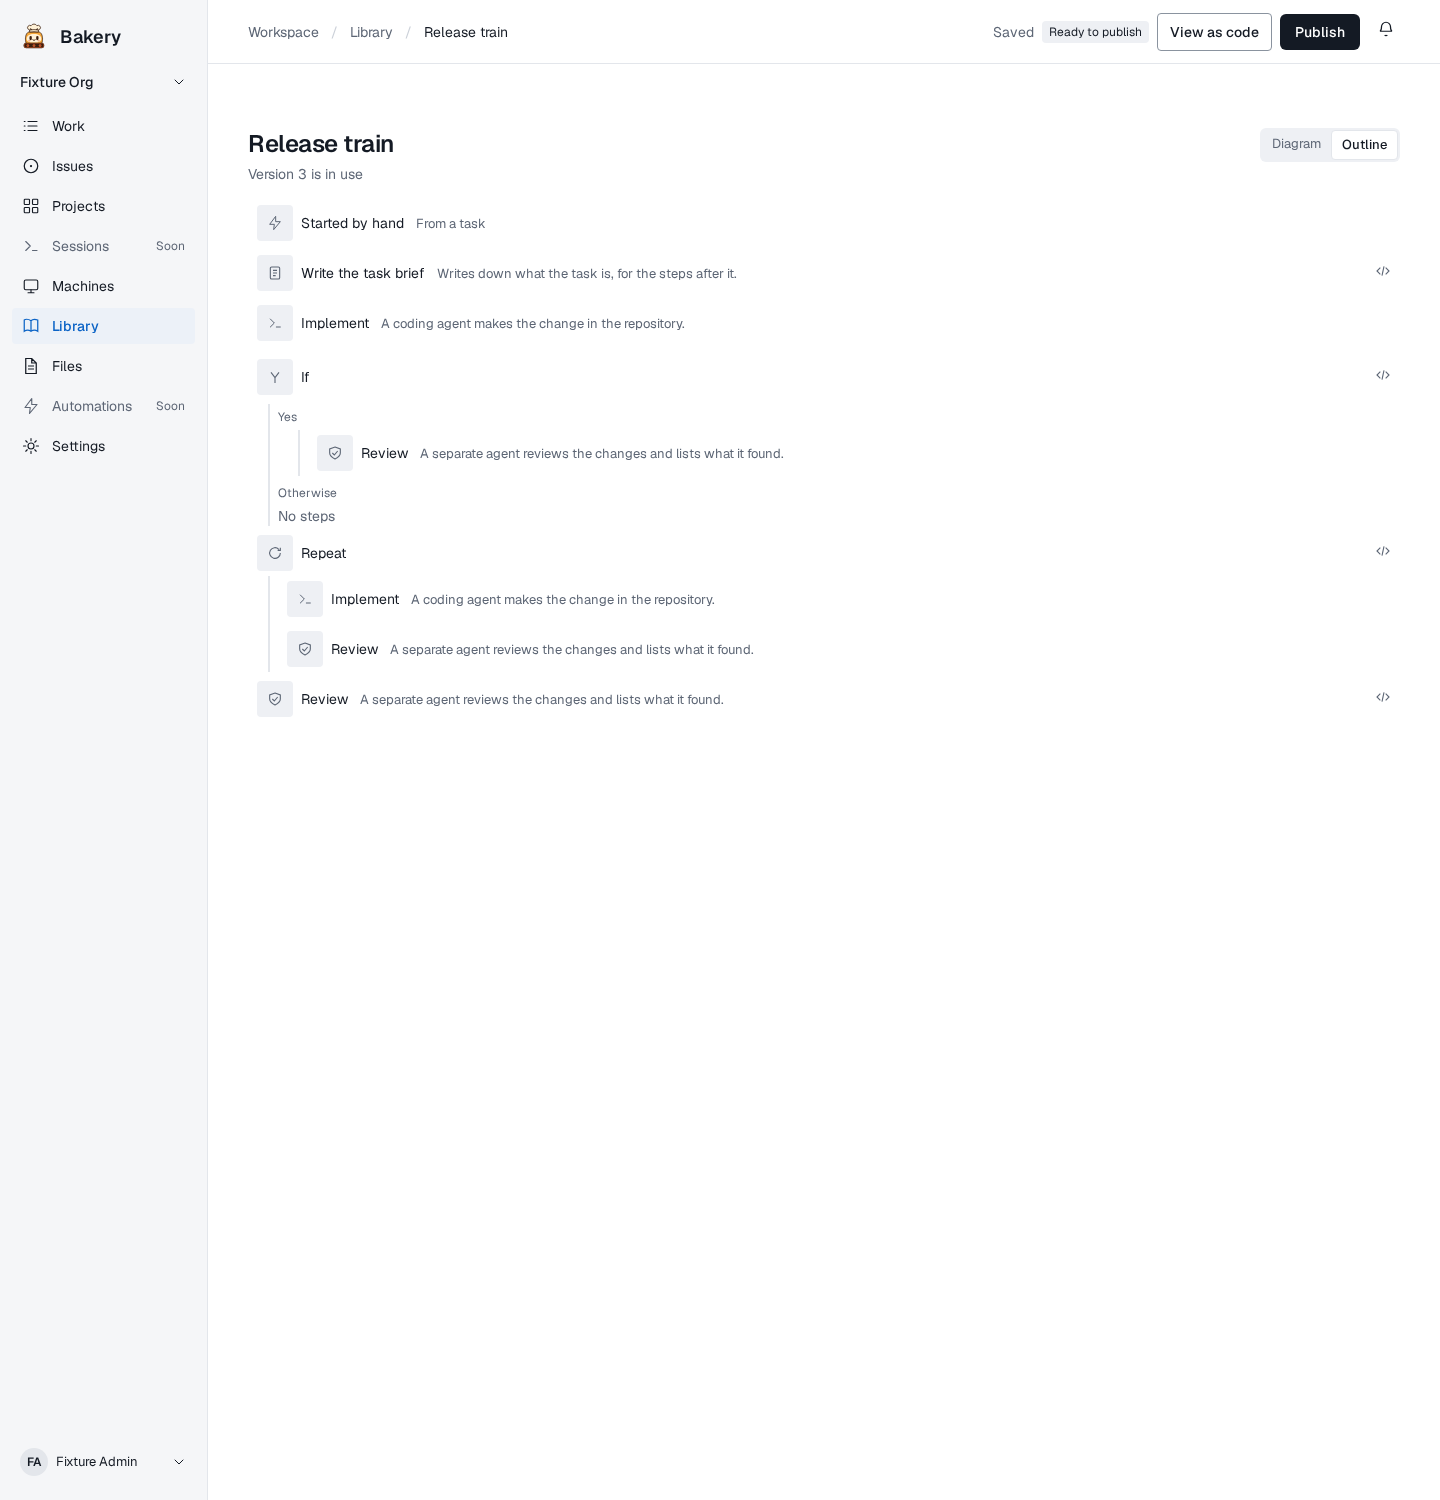 Bakery
Fixture Org
Work
Issues
Projects
Sessions Soon
Machines
Library
Files
Automations Soon
Settings
FA Fixture Admin
Workspace / Library / Release train
Saved Ready to publish View as code Publish
Release train
Version 3 is in use
Diagram Outline
Started by hand From a task
Write the task brief Writes down what the task is, for the steps after it.
Implement A coding agent makes the change in the repository.
If
Yes
Review A separate agent reviews the changes and lists what it found.
Otherwise
No steps
Repeat
Implement A coding agent makes the change in the repository.
Review A separate agent reviews the changes and lists what it found.
Review A separate agent reviews the changes and lists what it found.